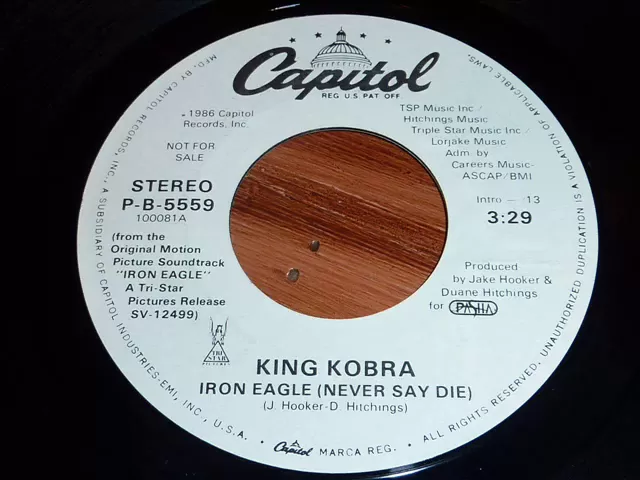 Capitol
REG. U.S. PAT. OFF.
℗1986 Capitol
Records, Inc.
NOT FOR
SALE
STEREO
P-B-5559
100081A
(from the
Original Motion
Picture Soundtrack
"IRON EAGLE"
A Tri-Star
Pictures Release
SV-12499)
TSP Music Inc/
Hitchings Music
Triple Star Music Inc/
Lorjake Music
Adm. by
Careers Music-
ASCAP/BMI
Intro — :13
3:29
Produced
by Jake Hooker &
Duane Hitchings
for PASHA
TRI
STAR
PICTURES
KING KOBRA
IRON EAGLE (NEVER SAY DIE)
(J. Hooker-D. Hitchings)
MFD. BY CAPITOL RECORDS, INC., A SUBSIDIARY OF CAPITOL INDUSTRIES-EMI, INC., U.S.A. • Capitol MARCA REG. • ALL RIGHTS RESERVED. UNAUTHORIZED DUPLICATION IS A VIOLATION OF APPLICABLE LAWS.